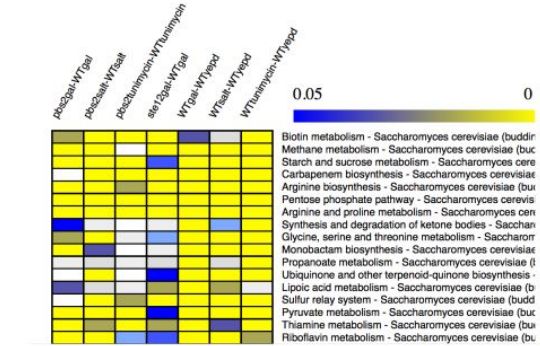 pbs2gal-WTgal
pbs2salt-WTsalt
pbs2tunimycin-WTtunimycin
ste12gal-WTgal
WTgal-WTyepd
WTsalt-WTyepd
WTtunimycin-WTyepd
0.05 0
Biotin metabolism - Saccharomyces cerevisiae (buddin
Methane metabolism - Saccharomyces cerevisiae (buc
Starch and sucrose metabolism - Saccharomyces cere
Carbapenem biosynthesis - Saccharomyces cerevisiae
Arginine biosynthesis - Saccharomyces cerevisiae (buc
Pentose phosphate pathway - Saccharomyces cerevis
Arginine and proline metabolism - Saccharomyces cere
Synthesis and degradation of ketone bodies - Sacchar
Glycine, serine and threonine metabolism - Saccharom
Monobactam biosynthesis - Saccharomyces cerevisiae
Propanoate metabolism - Saccharomyces cerevisiae (b
Ubiquinone and other terpenoid-quinone biosynthesis -
Lipoic acid metabolism - Saccharomyces cerevisiae (b
Sulfur relay system - Saccharomyces cerevisiae (budd
Pyruvate metabolism - Saccharomyces cerevisiae (bu
Thiamine metabolism - Saccharomyces cerevisiae (bu
Riboflavin metabolism - Saccharomyces cerevisiae (bu